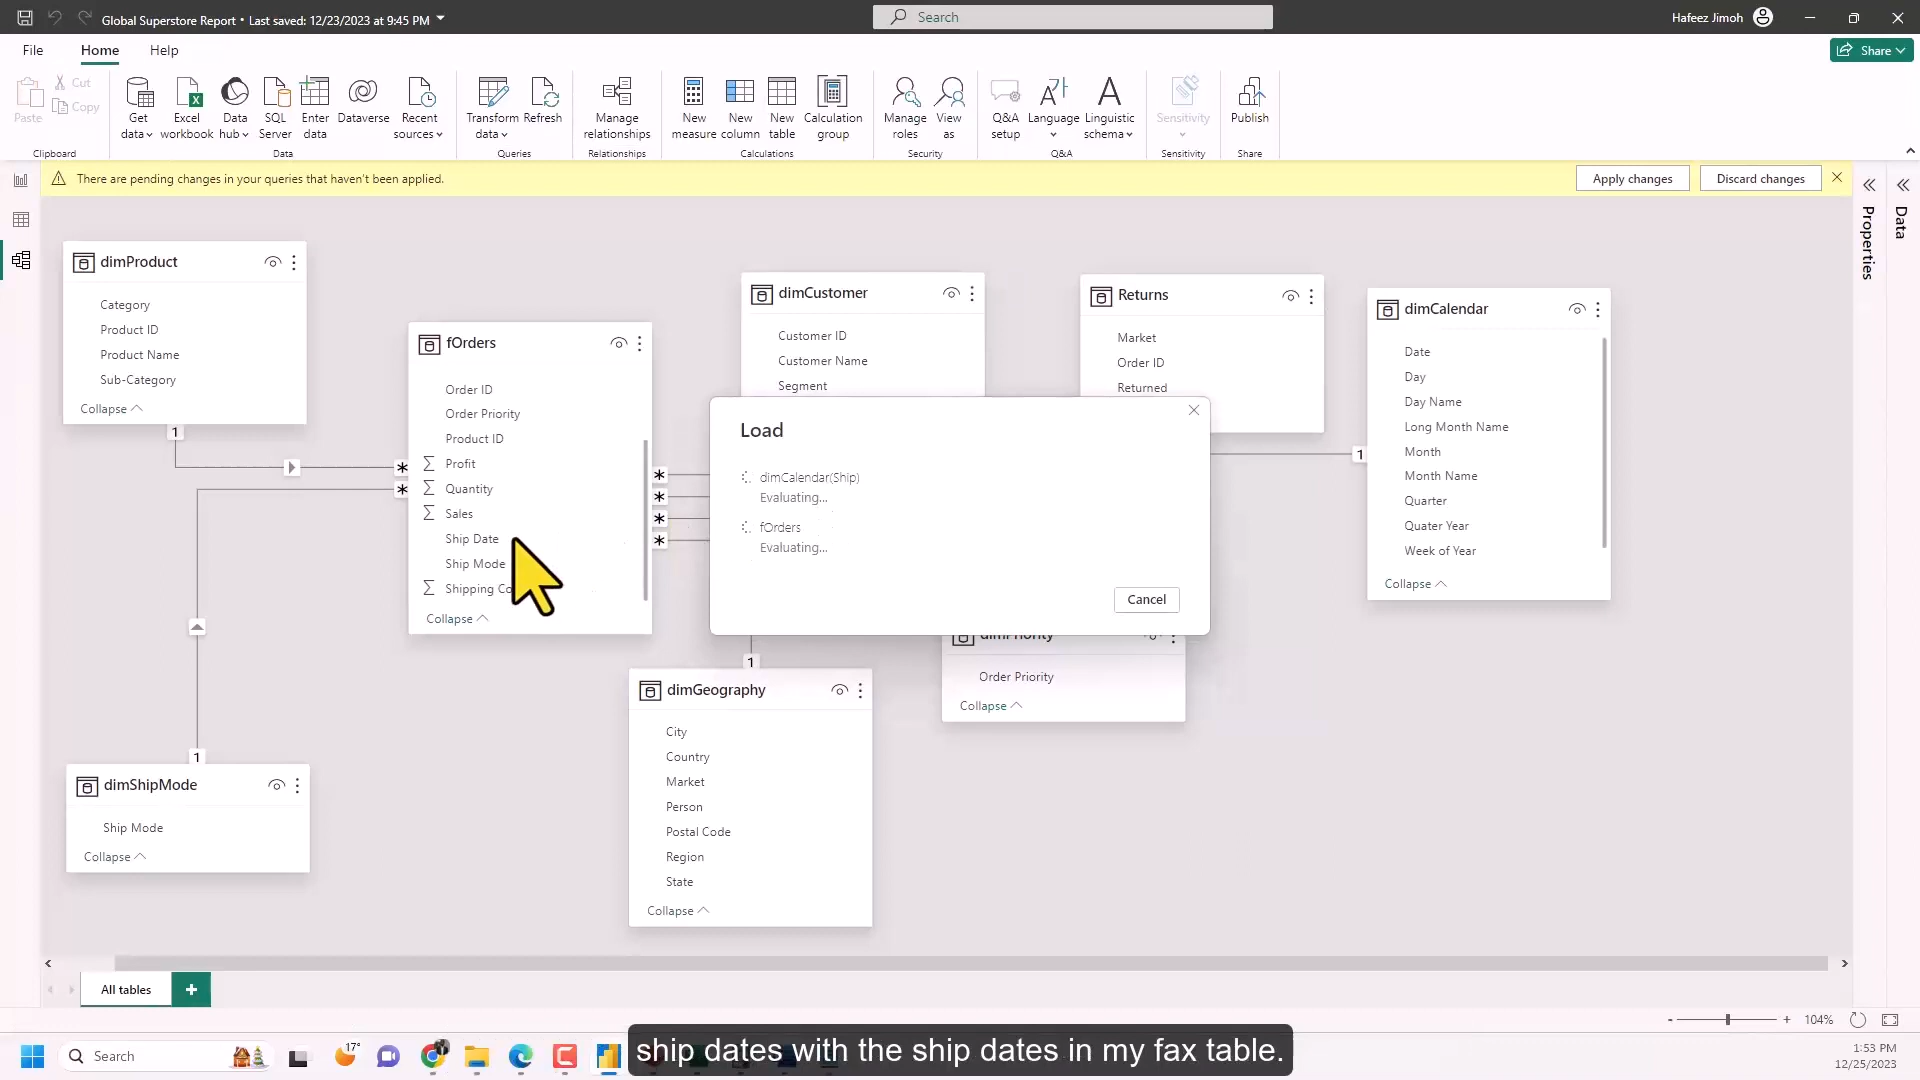 Global Superstore Report • Last saved: 12/23/2023 at 9:45 PM
Search
Hafeez Jimoh
File
Home
Help
Share
Paste
Cut
Copy
Get data
Excel workbook
Data hub
SQL Server
Enter data
Dataverse
Recent sources
Transform data
Refresh
Manage relationships
New measure
New column
New table
Calculation group
Manage roles
View as
Q&A setup
Language
Linguistic schema
Sensitivity
Publish
Clipboard
Data
Queries
Relationships
Calculations
Security
Q&A
Sensitivity
Share
There are pending changes in your queries that haven't been applied.
Apply changes
Discard changes
Properties
Data
dimProduct
Category
Product ID
Product Name
Sub-Category
Collapse
1
fOrders
Order ID
Order Priority
Product ID
Profit
Quantity
Sales
Ship Date
Ship Mode
Shipping Co
Collapse
dimCustomer
Customer ID
Customer Name
Segment
Returns
Market
Order ID
Returned
dimCalendar
Date
Day
Day Name
Long Month Name
Month
Month Name
Quarter
Quater Year
Week of Year
Collapse
1
Load
dimCalendar(Ship)
Evaluating...
fOrders
Evaluating...
Cancel
dimPriority
Order Priority
Collapse
1
dimGeography
City
Country
Market
Person
Postal Code
Region
State
Collapse
1
dimShipMode
Ship Mode
Collapse
All tables
104%
Search
17°
ship dates with the ship dates in my fax table.
1:53 PM
12/25/2023